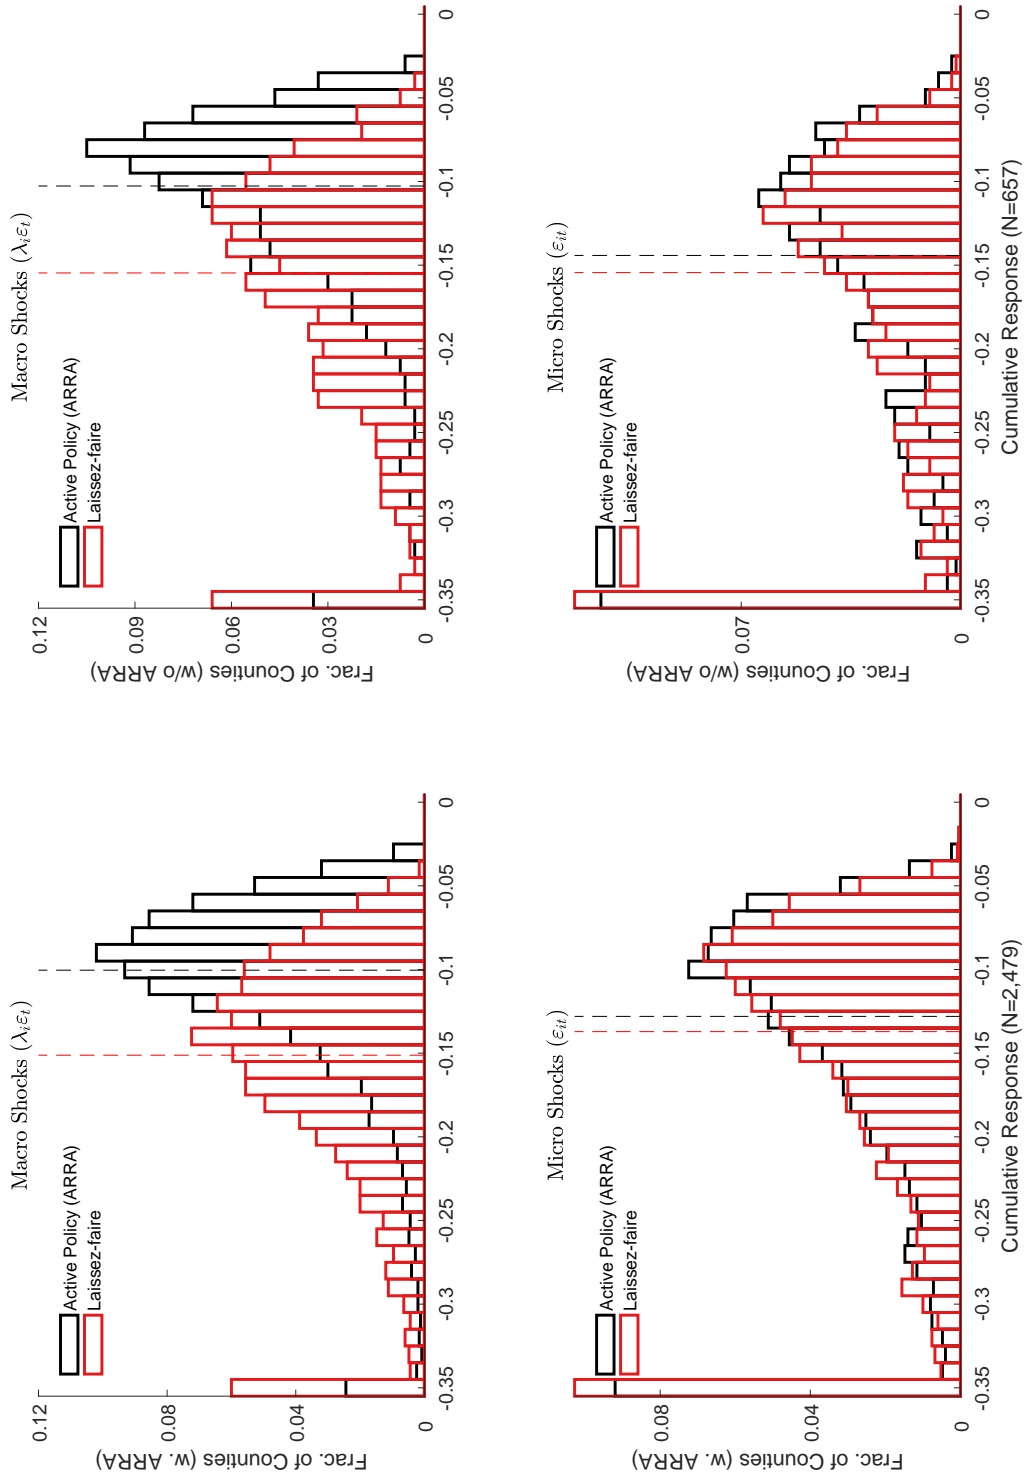 Macro Shocks (λᵢεₜ)
Active Policy (ARRA)
Laissez-faire
Frac. of Counties (w. ARRA)
0.12
0.08
0.04
0
-0.35 -0.3 -0.25 -0.2 -0.15 -0.1 -0.05 0
Macro Shocks (λᵢεₜ)
Active Policy (ARRA)
Laissez-faire
Frac. of Counties (w/o ARRA)
0.12
0.09
0.06
0.03
0
-0.35 -0.3 -0.25 -0.2 -0.15 -0.1 -0.05 0
Micro Shocks (εᵢₜ)
Active Policy (ARRA)
Laissez-faire
Frac. of Counties (w. ARRA)
0.08
0.04
0
-0.35 -0.3 -0.25 -0.2 -0.15 -0.1 -0.05 0
Cumulative Response (N=2,479)
Micro Shocks (εᵢₜ)
Active Policy (ARRA)
Laissez-faire
Frac. of Counties (w/o ARRA)
0.07
0
-0.35 -0.3 -0.25 -0.2 -0.15 -0.1 -0.05 0
Cumulative Response (N=657)